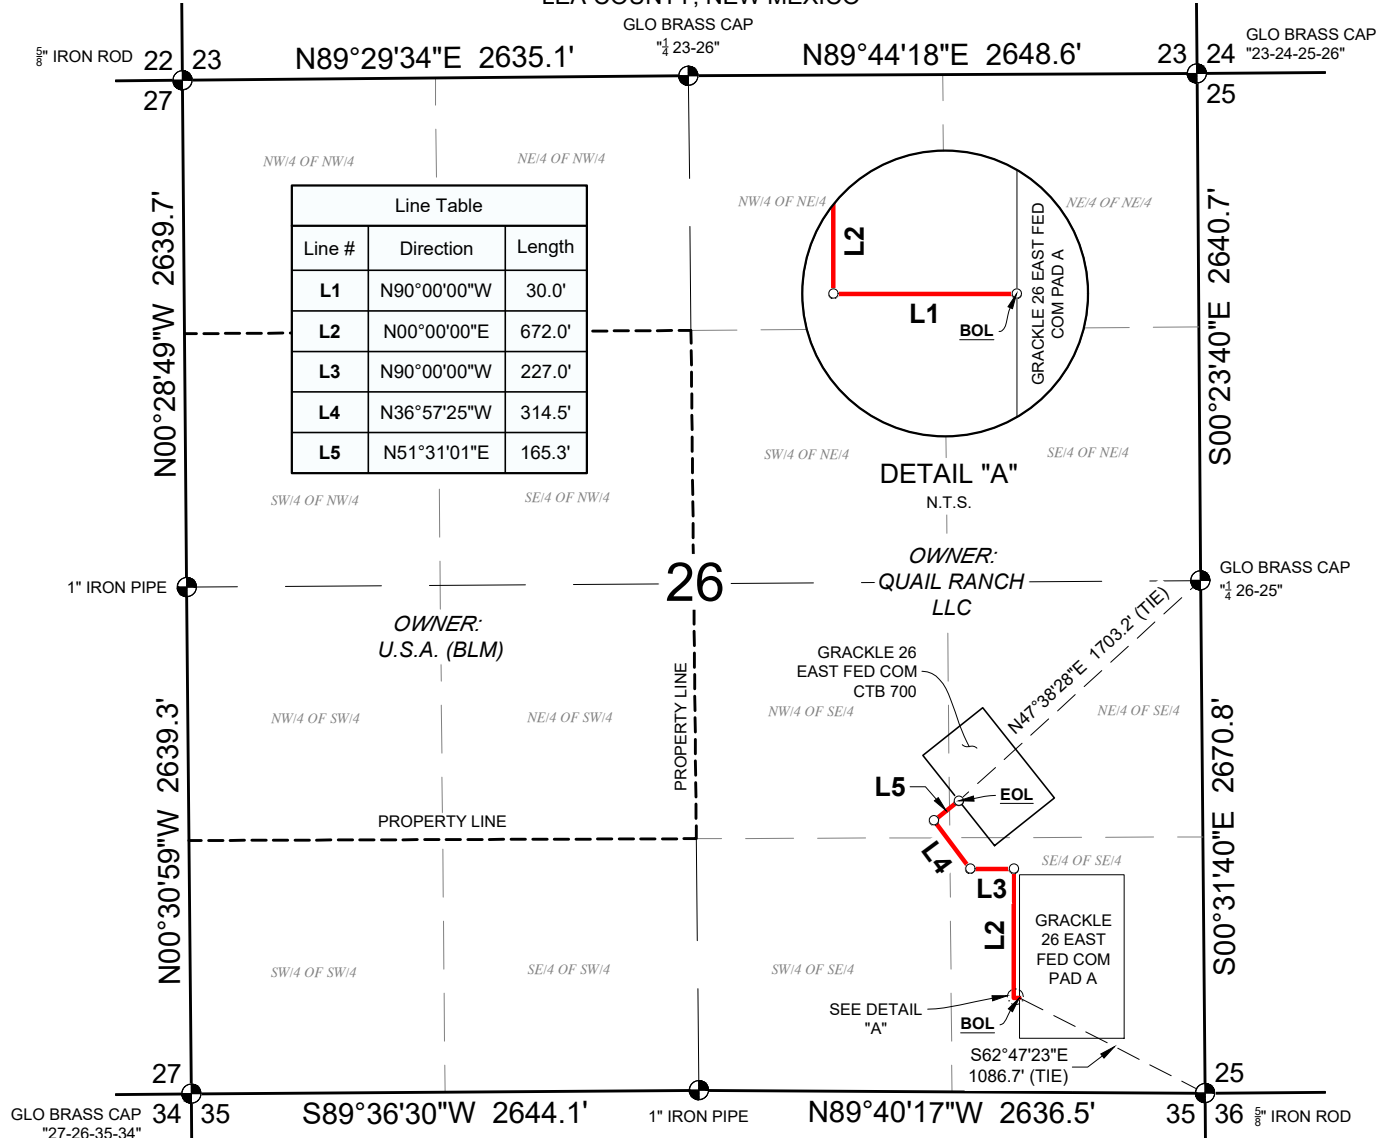 LEA COUNTY, NEW MEXICO
GLO BRASS CAP
"1/4 23-26"
5/8" IRON ROD
22 23
27
N89°29'34"E 2635.1'
N89°44'18"E 2648.6'
23 24
25
GLO BRASS CAP
"23-24-25-26"
NW/4 OF NW/4
NE/4 OF NW/4
NW/4 OF NE/4
NE/4 OF NE/4
N00°28'49"W 2639.7'
Line Table
Line # Direction Length
L1 N90°00'00"W 30.0'
L2 N00°00'00"E 672.0'
L3 N90°00'00"W 227.0'
L4 N36°57'25"W 314.5'
L5 N51°31'01"E 165.3'
L2
L1
BOL
GRACKLE 26 EAST FED
COM PAD A
S00°23'40"E 2640.7'
SW/4 OF NW/4
SE/4 OF NW/4
SW/4 OF NE/4
SE/4 OF NE/4
DETAIL "A"
N.T.S.
1" IRON PIPE
26
OWNER:
QUAIL RANCH
LLC
GLO BRASS CAP
"1/4 26-25"
OWNER:
U.S.A. (BLM)
GRACKLE 26
EAST FED COM
CTB 700
N47°38'28"E 1703.2' (TIE)
NW/4 OF SW/4
NE/4 OF SW/4
PROPERTY LINE
NW/4 OF SE/4
NE/4 OF SE/4
N00°30'59"W 2639.3'
S00°31'40"E 2670.8'
L5
EOL
PROPERTY LINE
L4
L3
SE/4 OF SE/4
L2
GRACKLE
26 EAST
FED COM
PAD A
SW/4 OF SW/4
SE/4 OF SW/4
SW/4 OF SE/4
SEE DETAIL
"A"
BOL
S62°47'23"E
1086.7' (TIE)
27
34 35
GLO BRASS CAP
"27-26-35-34"
S89°36'30"W 2644.1'
1" IRON PIPE
N89°40'17"W 2636.5'
25
35 36
5/8" IRON ROD